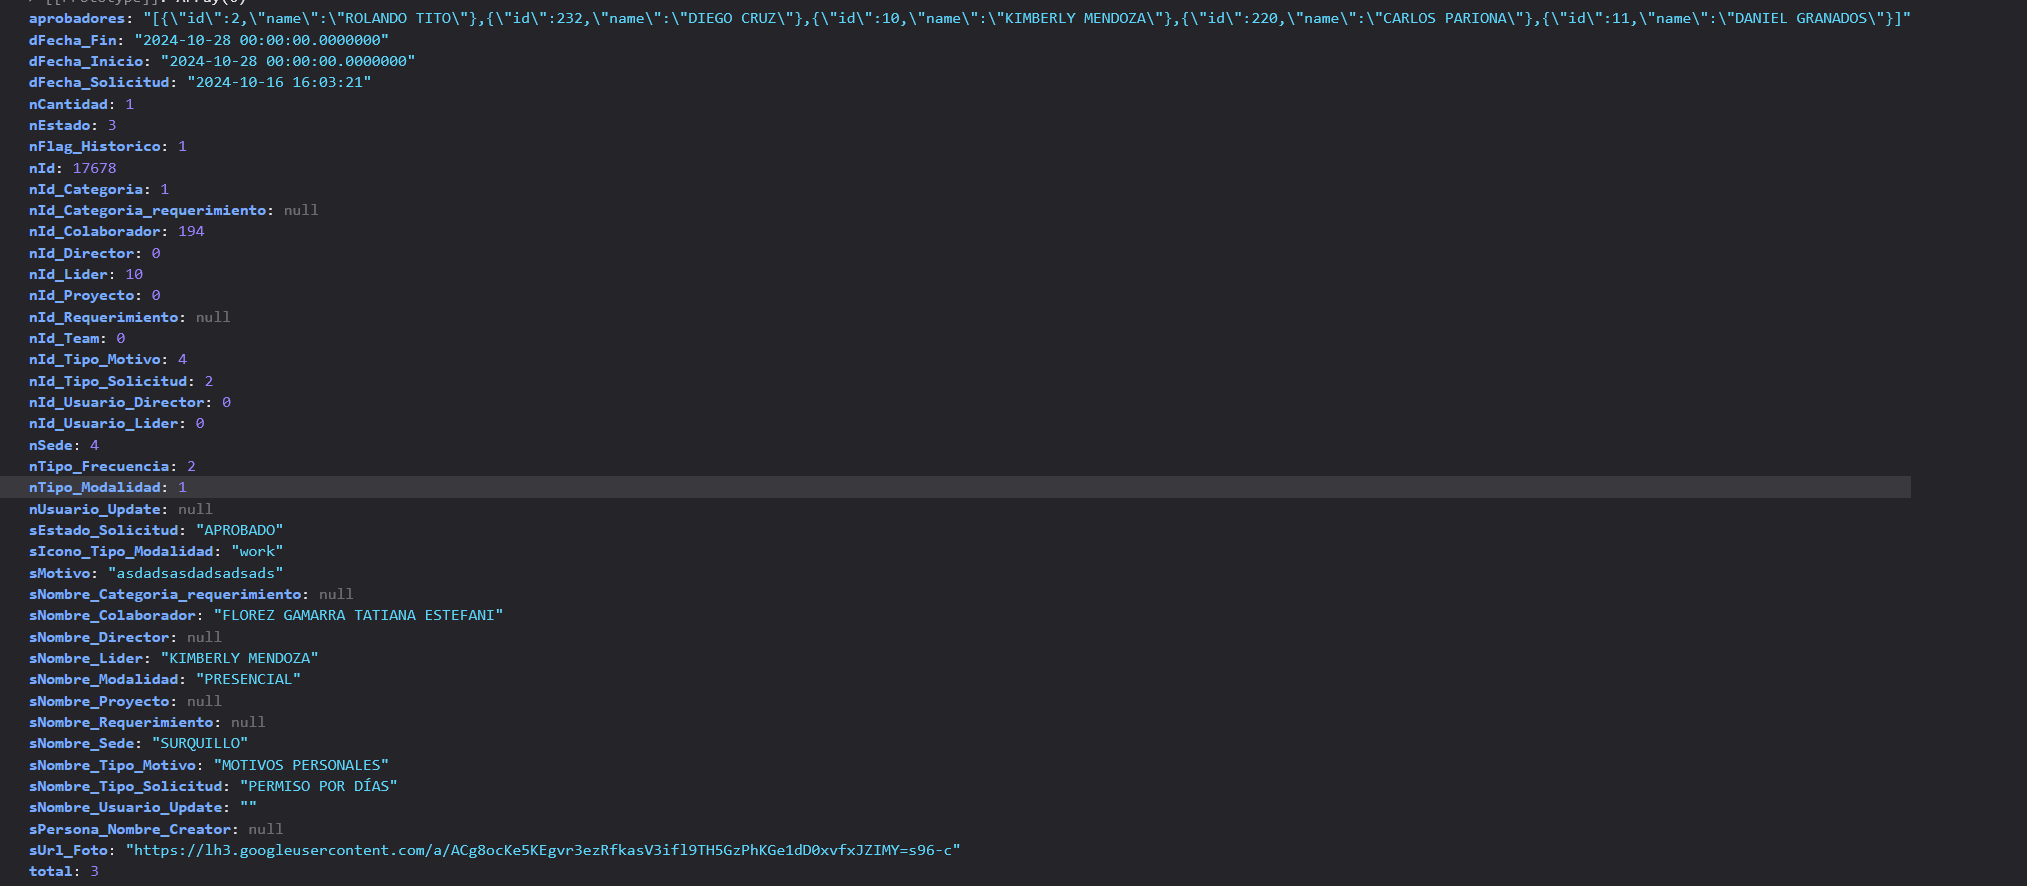 aprobadores: "[{\"id\":2,\"name\":\"ROLANDO TITO\"},{\"id\":232,\"name\":\"DIEGO CRUZ\"},{\"id\":10,\"name\":\"KIMBERLY MENDOZA\"},{\"id\":220,\"name\":\"CARLOS PARIONA\"},{\"id\":11,\"name\":\"DANIEL GRANADOS\"}]"
dFecha_Fin: "2024-10-28 00:00:00.0000000"
dFecha_Inicio: "2024-10-28 00:00:00.0000000"
dFecha_Solicitud: "2024-10-16 16:03:21"
nCantidad: 1
nEstado: 3
nFlag_Historico: 1
nId: 17678
nId_Categoria: 1
nId_Categoria_requerimiento: null
nId_Colaborador: 194
nId_Director: 0
nId_Lider: 10
nId_Proyecto: 0
nId_Requerimiento: null
nId_Team: 0
nId_Tipo_Motivo: 4
nId_Tipo_Solicitud: 2
nId_Usuario_Director: 0
nId_Usuario_Lider: 0
nSede: 4
nTipo_Frecuencia: 2
nTipo_Modalidad: 1
nUsuario_Update: null
sEstado_Solicitud: "APROBADO"
sIcono_Tipo_Modalidad: "work"
sMotivo: "asdadsasdadsadsads"
sNombre_Categoria_requerimiento: null
sNombre_Colaborador: "FLOREZ GAMARRA TATIANA ESTEFANI"
sNombre_Director: null
sNombre_Lider: "KIMBERLY MENDOZA"
sNombre_Modalidad: "PRESENCIAL"
sNombre_Proyecto: null
sNombre_Requerimiento: null
sNombre_Sede: "SURQUILLO"
sNombre_Tipo_Motivo: "MOTIVOS PERSONALES"
sNombre_Tipo_Solicitud: "PERMISO POR DÍAS"
sNombre_Usuario_Update: ""
sPersona_Nombre_Creator: null
sUrl_Foto: "https://lh3.googleusercontent.com/a/ACg8ocKe5KEgvr3ezRfkasV3ifl9TH5GzPhKGe1dD0xvfxJZIMY=s96-c"
total: 3